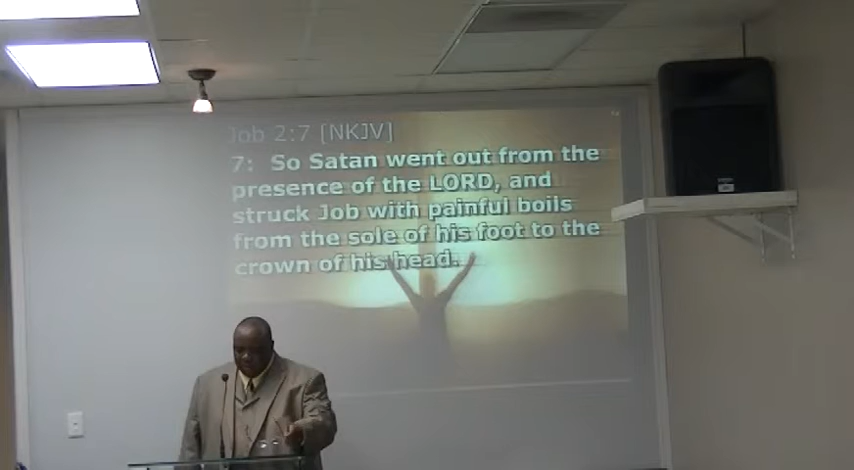 Job 2:7 [NKJV]
7: So Satan went out from the
presence of the LORD, and
struck Job with painful boils
from the sole of his foot to the
crown of his head.